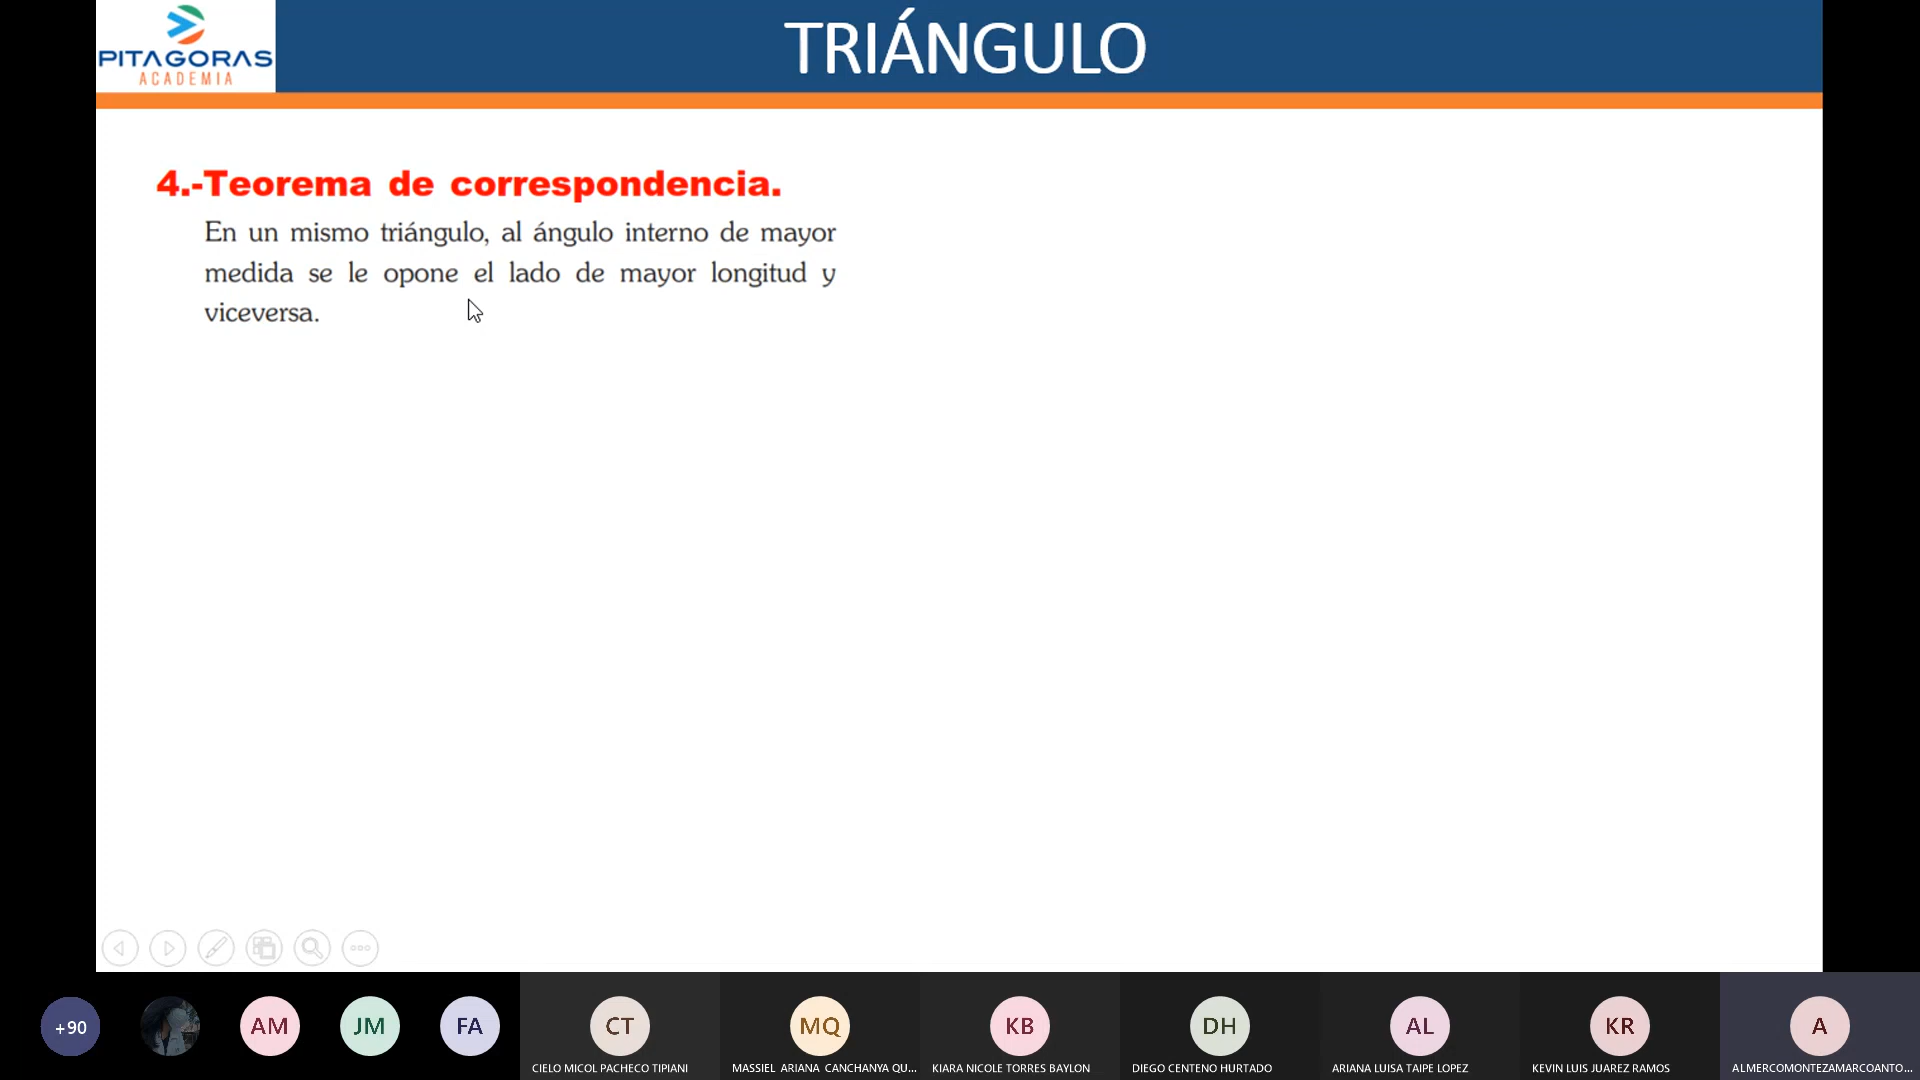 PITAGORAS
ACADEMIA
TRIÁNGULO
4.-Teorema de correspondencia.
En un mismo triángulo, al ángulo interno de mayor
medida se le opone el lado de mayor longitud y
viceversa.
+90
AM
JM
FA
CT
CIELO MICOL PACHECO TIPIANI
MQ
MASSIEL ARIANA CANCHANYA QU...
KB
KIARA NICOLE TORRES BAYLON
DH
DIEGO CENTENO HURTADO
AL
ARIANA LUISA TAIPE LOPEZ
KR
KEVIN LUIS JUAREZ RAMOS
A
ALMERCOMONTEZAMARCOANTO...